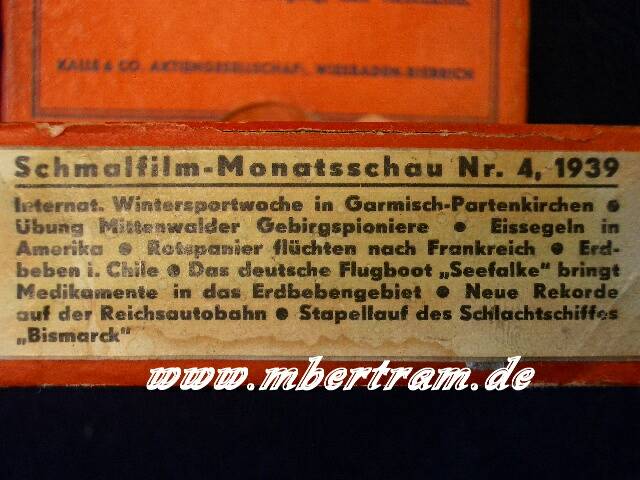 KALLE & CO. AKTIENGESELLSCHAFT, WIESBADEN-BIEBRICH
Schmalfilm-Monatsschau Nr. 4, 1939
Internat. Wintersportwoche in Garmisch-Partenkirchen ●
Übung Mittenwalder Gebirgspioniere ● Eissegeln in
Amerika ● Rotspanier flüchten nach Frankreich ● Erd-
beben i. Chile ● Das deutsche Flugboot „Seefalke" bringt
Medikamente in das Erdbebengebiet ● Neue Rekorde
auf der Reichsautobahn ● Stapellauf des Schlachtschiffes
„Bismarck"
www.mbertram.de